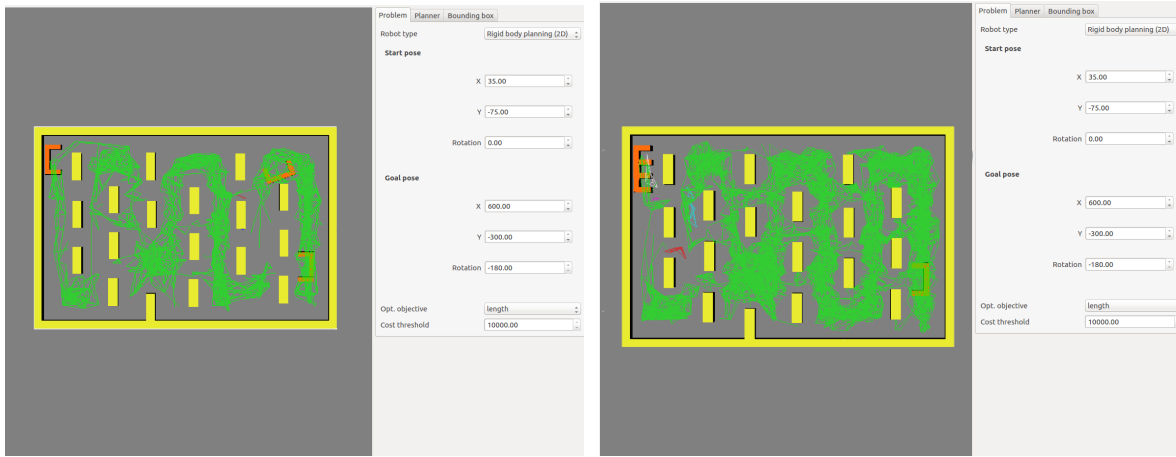 Problem Planner Bounding box
Robot type Rigid body planning (2D)
Start pose
X 35.00
Y -75.00
Rotation 0.00
Goal pose
X 600.00
Y -300.00
Rotation -180.00
Opt. objective length
Cost threshold 10000.00
Problem Planner Bounding box
Robot type Rigid body planning (2D)
Start pose
X 35.00
Y -75.00
Rotation 0.00
Goal pose
X 600.00
Y -300.00
Rotation -180.00
Opt. objective length
Cost threshold 10000.00